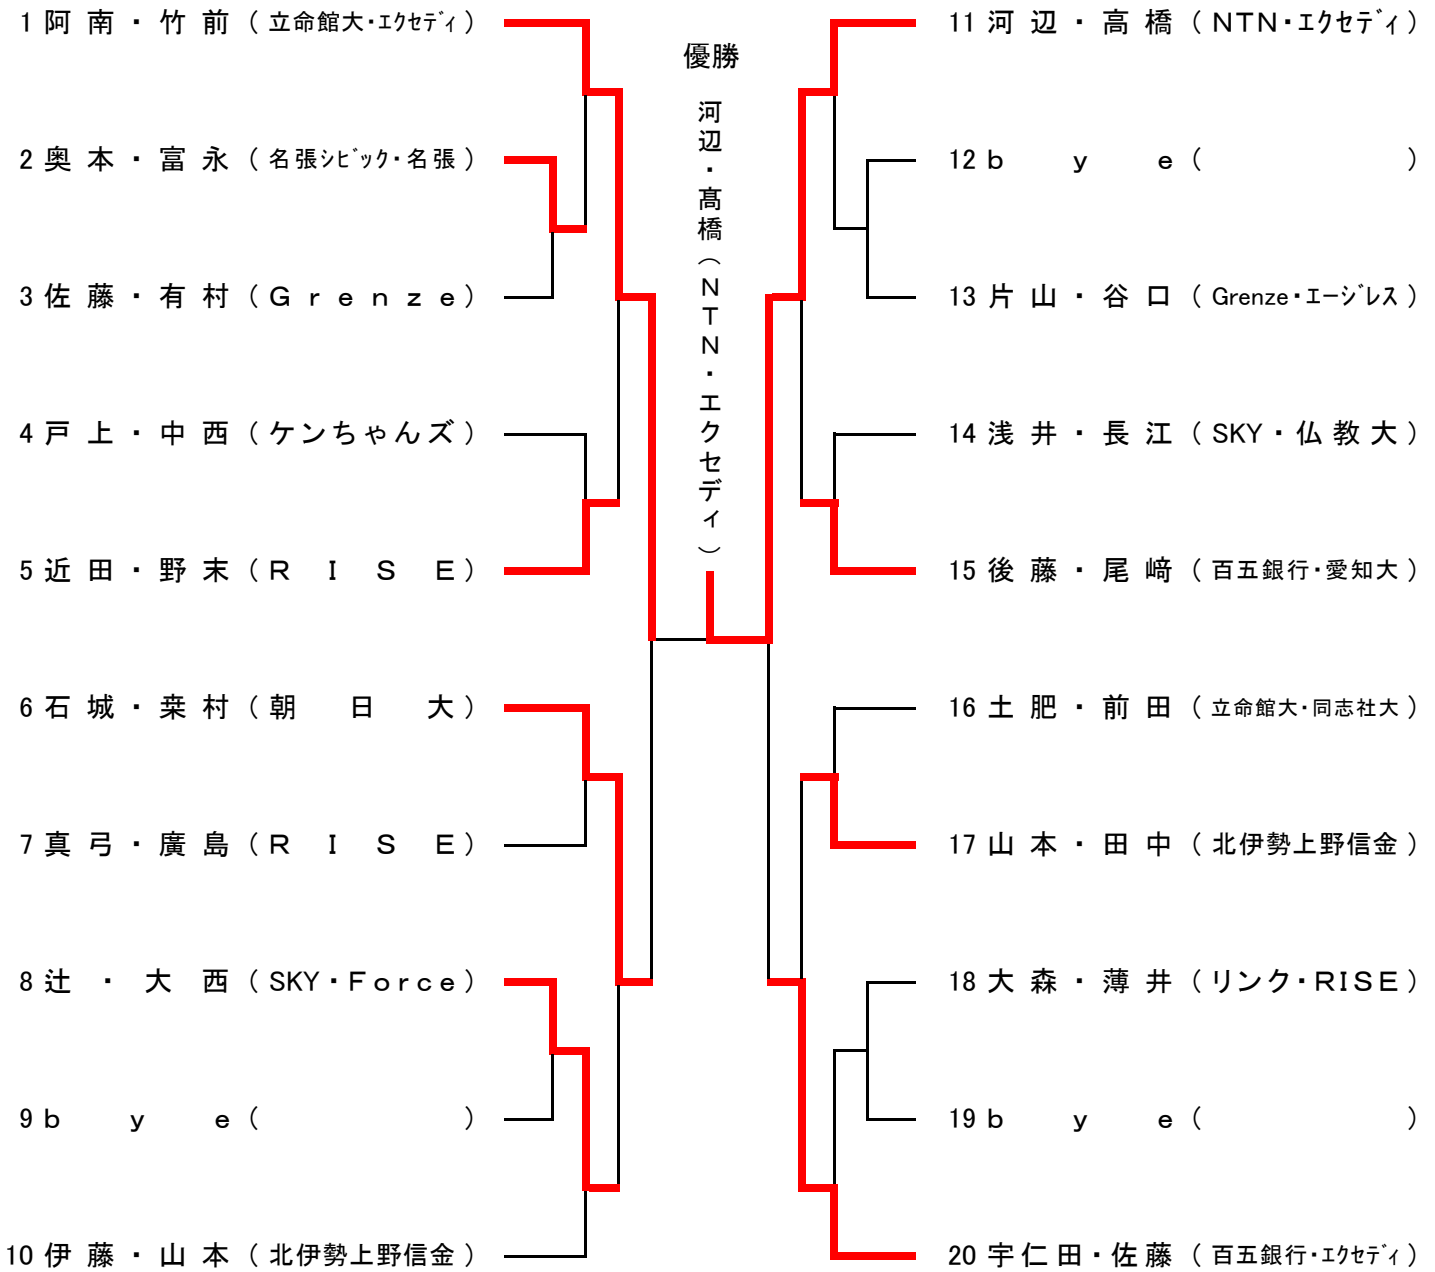 1 阿南・竹前（立命館大・エクセディ）
2 奥本・富永（名張シビック・名張）
3 佐藤・有村（Ｇｒｅｎｚｅ）
4 戸上・中西（ケンちゃんズ）
5 近田・野末（ＲＩＳＥ）
6 石城・桒村（朝日大）
7 真弓・廣島（ＲＩＳＥ）
8 辻・大西（SKY・Ｆｏｒｃｅ）
9 ｂｙｅ（　）
10 伊藤・山本（北伊勢上野信金）
優勝
河辺・髙橋（ＮＴＮ・エクセディ）
11 河辺・高橋（ＮＴＮ・エクセディ）
12 ｂｙｅ（　）
13 片山・谷口（Grenze・エージレス）
14 浅井・長江（SKY・仏教大）
15 後藤・尾﨑（百五銀行・愛知大）
16 土肥・前田（立命館大・同志社大）
17 山本・田中（北伊勢上野信金）
18 大森・薄井（リンク・ＲＩＳＥ）
19 ｂｙｅ（　）
20 宇仁田・佐藤（百五銀行・エクセディ）